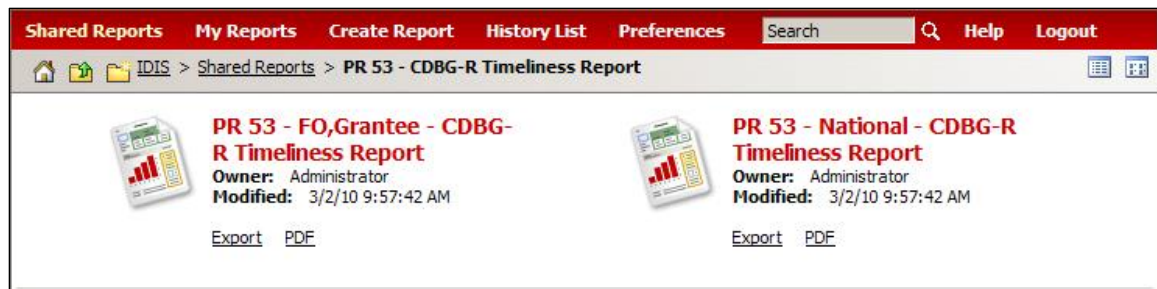 Shared Reports My Reports Create Report History List Preferences Search Help Logout
IDIS > Shared Reports > PR 53 - CDBG-R Timeliness Report
PR 53 - FO,Grantee - CDBG-
R Timeliness Report
Owner: Administrator
Modified: 3/2/10 9:57:42 AM
Export PDF
PR 53 - National - CDBG-R
Timeliness Report
Owner: Administrator
Modified: 3/2/10 9:57:42 AM
Export PDF